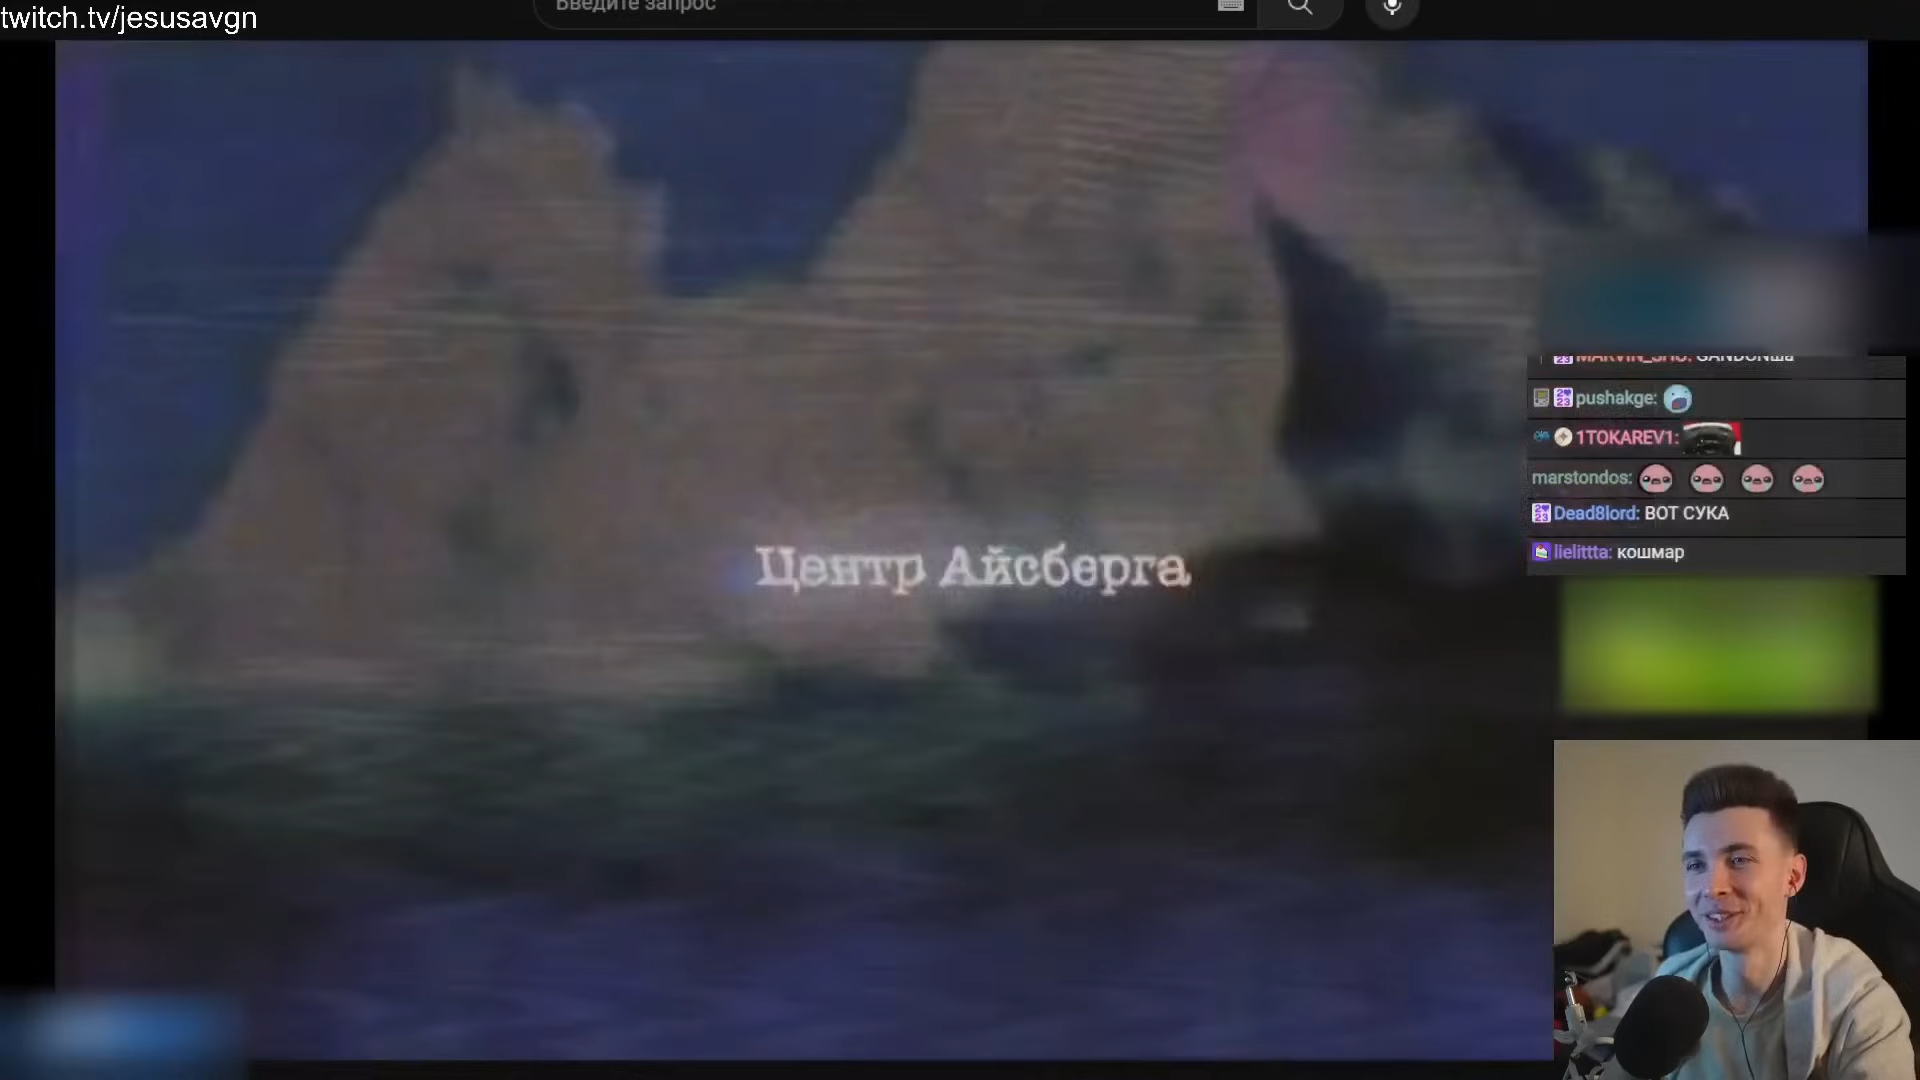 twitch.tv/jesusavgn
Введите запрос
Центр Айсберга
pushakge:
1TOKAREV1:
marstondos:
Dead8lord: ВОТ СУКА
lielittta: кошмар